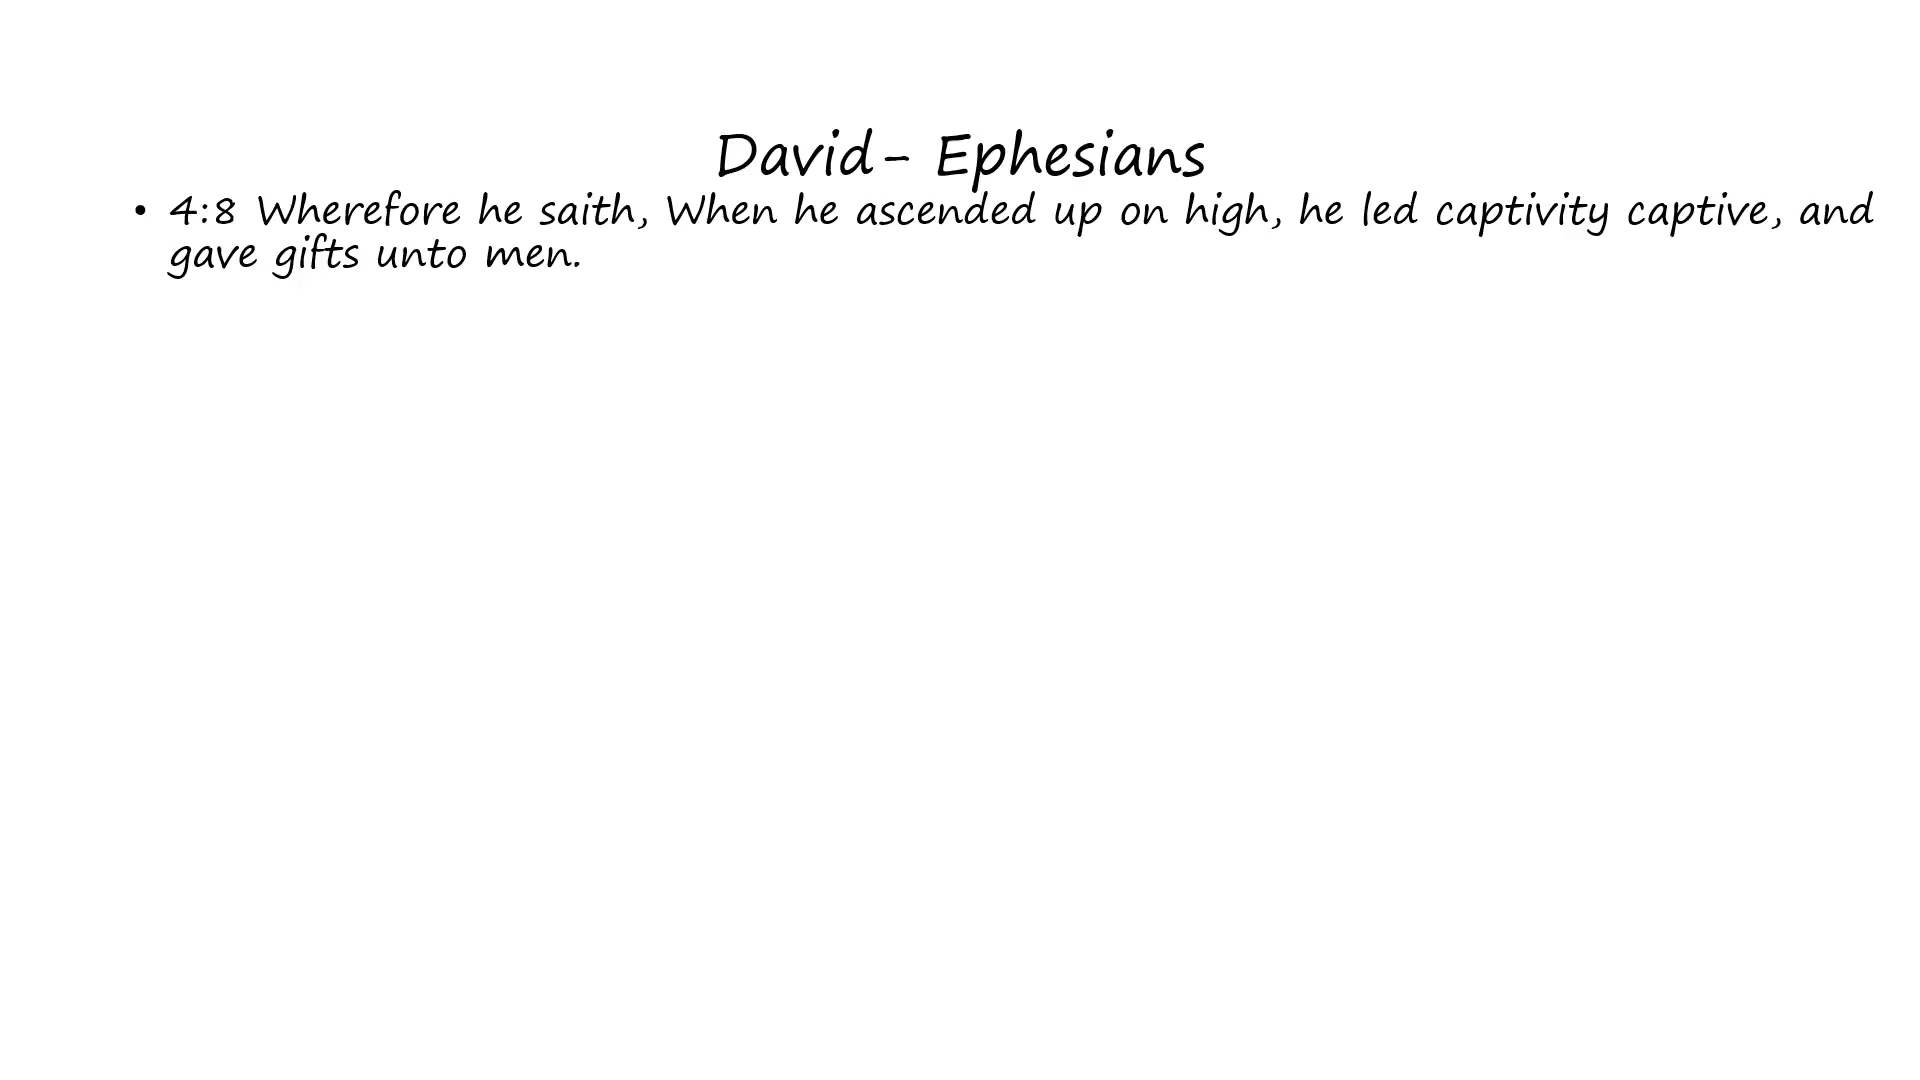 David- Ephesians
• 4:8 Wherefore he saith, When he ascended up on high, he led captivity captive, and
gave gifts unto men.